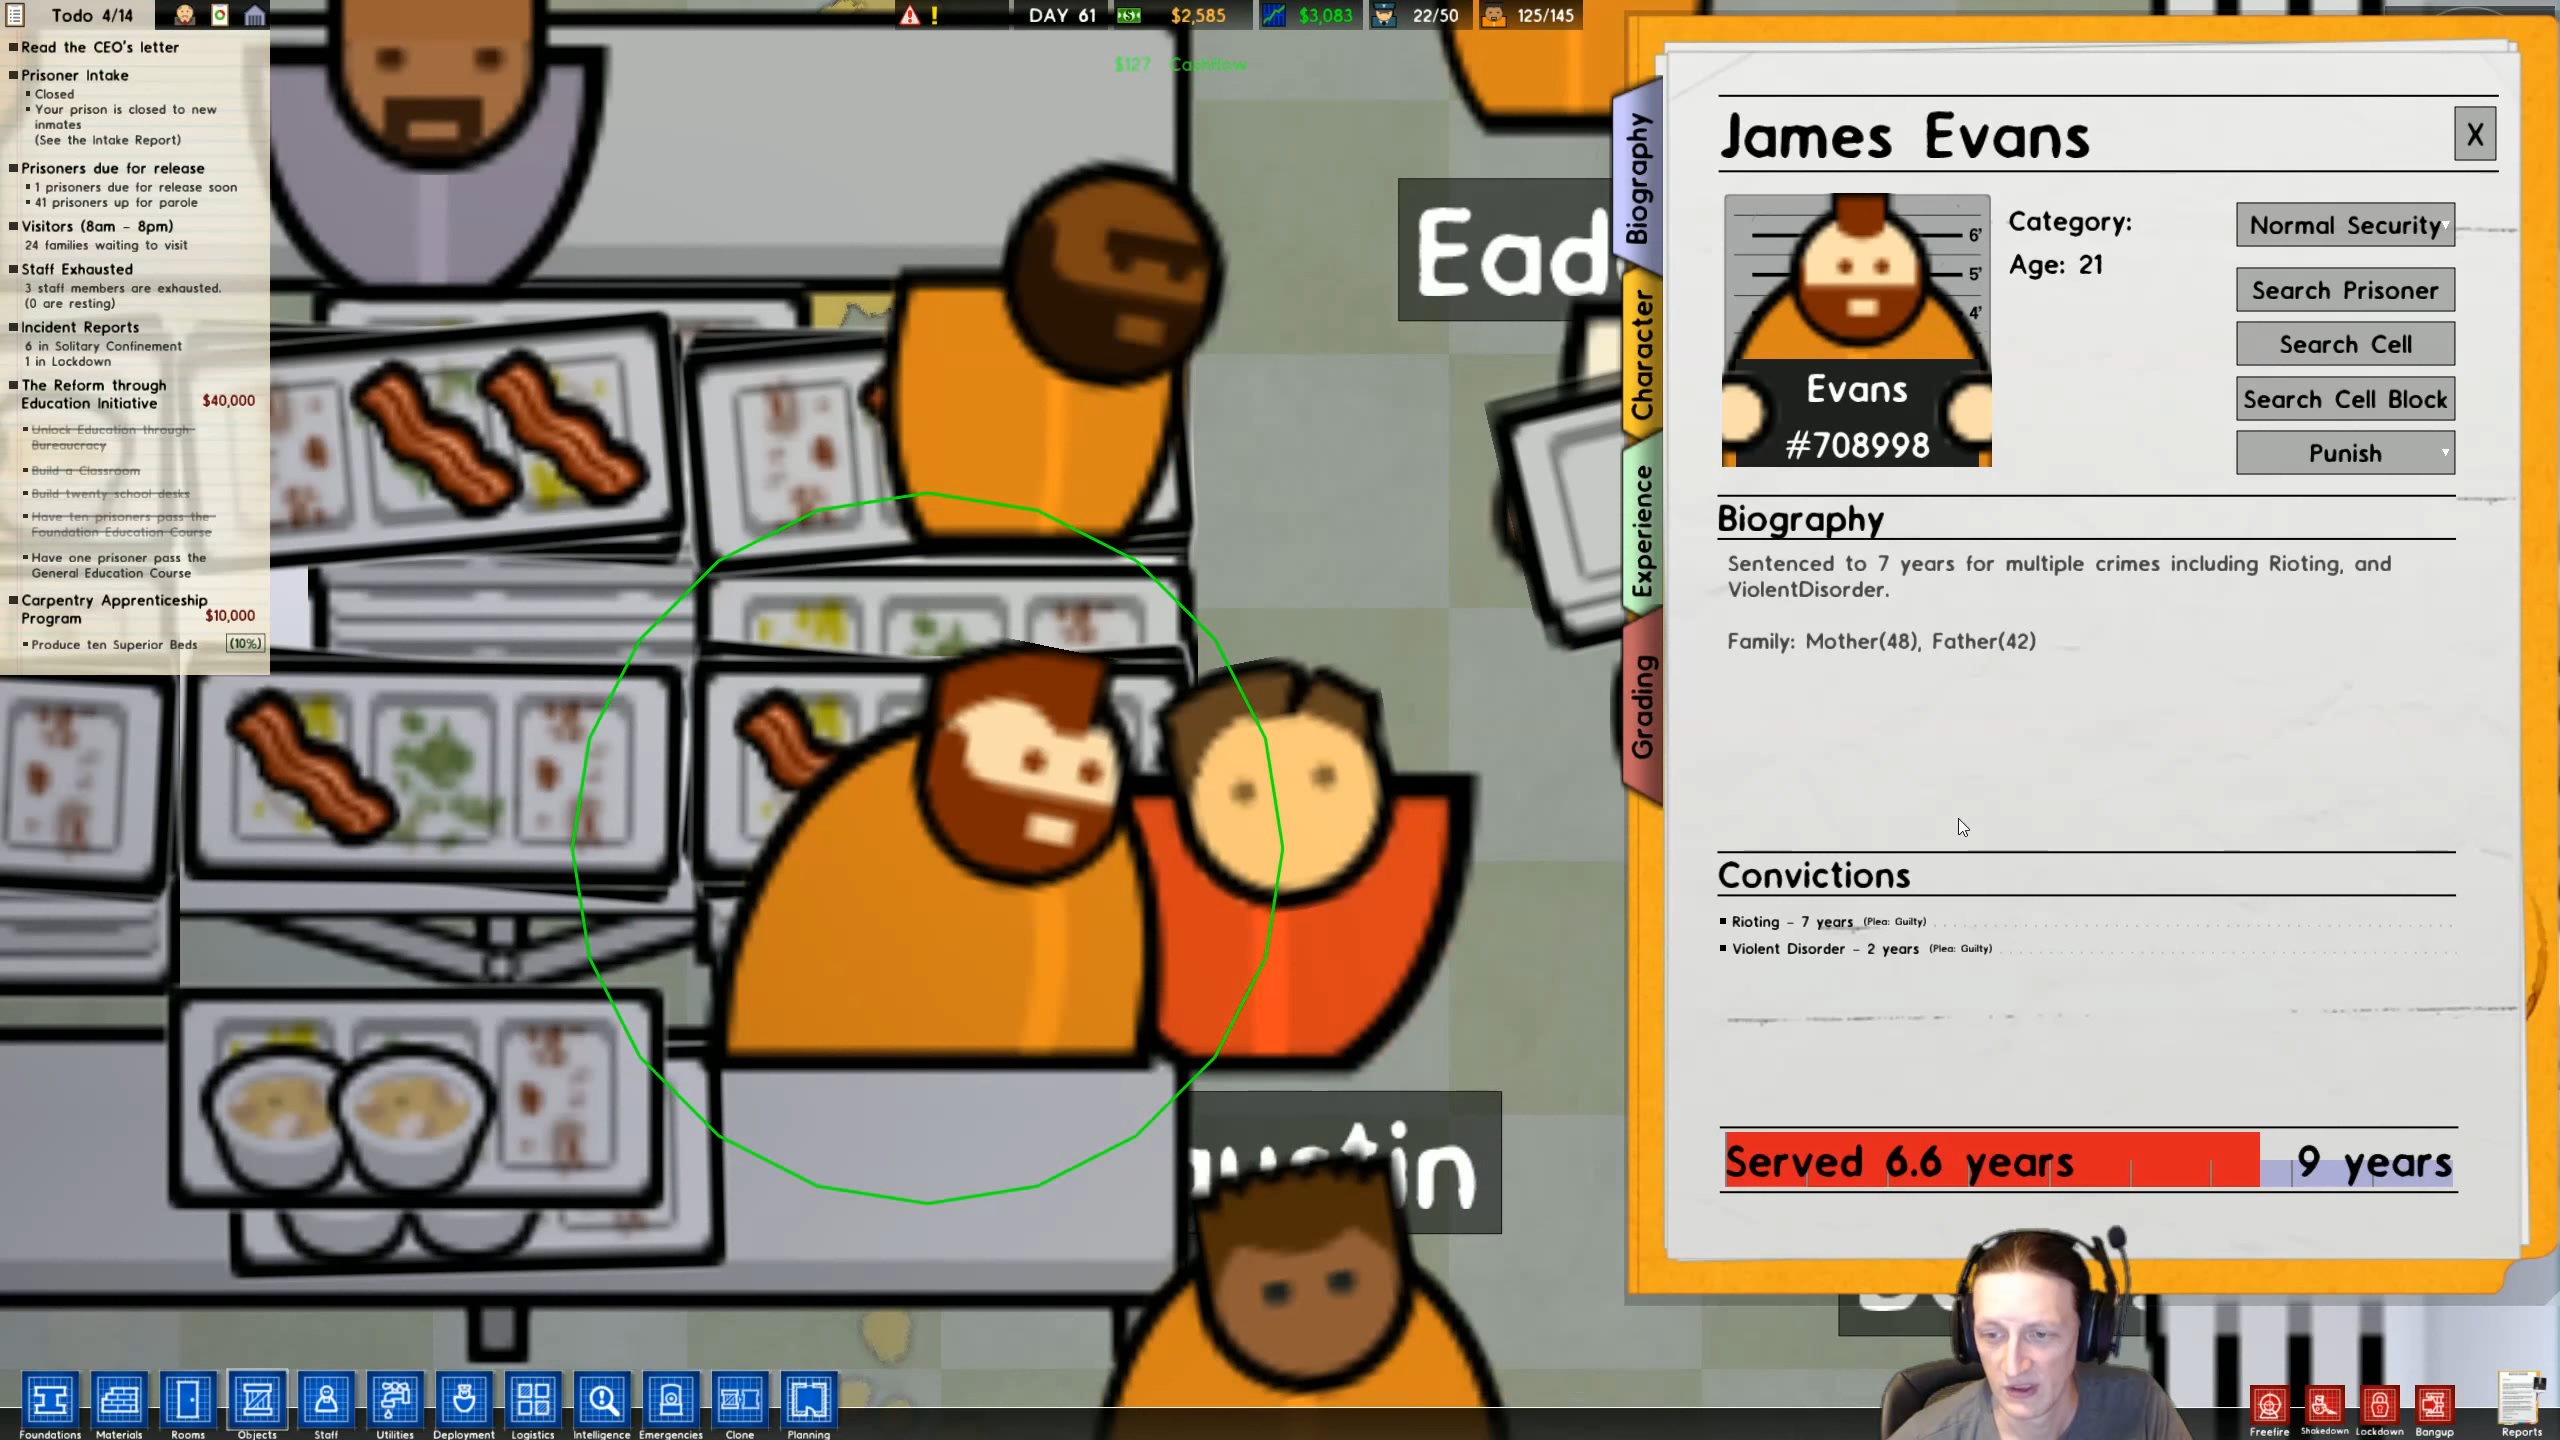 Todo 4/14
Read the CEO's letter
Prisoner Intake
Closed
Your prison is closed to new
inmates
(See the Intake Report)
Prisoners due for release
1 prisoners due for release soon
41 prisoners up for parole
Visitors (8am - 8pm)
24 families waiting to visit
Staff Exhausted
3 staff members are exhausted.
(0 are resting)
Incident Reports
6 in Solitary Confinement
1 in Lockdown
The Reform through
Education Initiative $40,000
Unlock Education through
Bureaucracy
Build a Classroom
Build twenty school desks
Have ten prisoners pass the
Foundation Education Course
Have one prisoner pass the
General Education Course
Carpentry Apprenticeship
Program $10,000
Produce ten Superior Beds (10%)
! DAY 61 $2,585 $3,083 22/50 125/145
$127 Cashflow
Biography
Character
Experience
Grading
James Evans
X
6'
5'
4'
Evans
#708998
Category:
Age: 21
Normal Security
Search Prisoner
Search Cell
Search Cell Block
Punish
Biography
Sentenced to 7 years for multiple crimes including Rioting, and
ViolentDisorder.
Family: Mother(48), Father(42)
Convictions
Rioting - 7 years (Plea: Guilty)
Violent Disorder - 2 years (Plea: Guilty)
Served 6.6 years 9 years
Foundations Materials Rooms Objects Staff Utilities Deployment Logistics Intelligence Emergencies Clone Planning
Freefire Shakedown Lockdown Bangup Reports